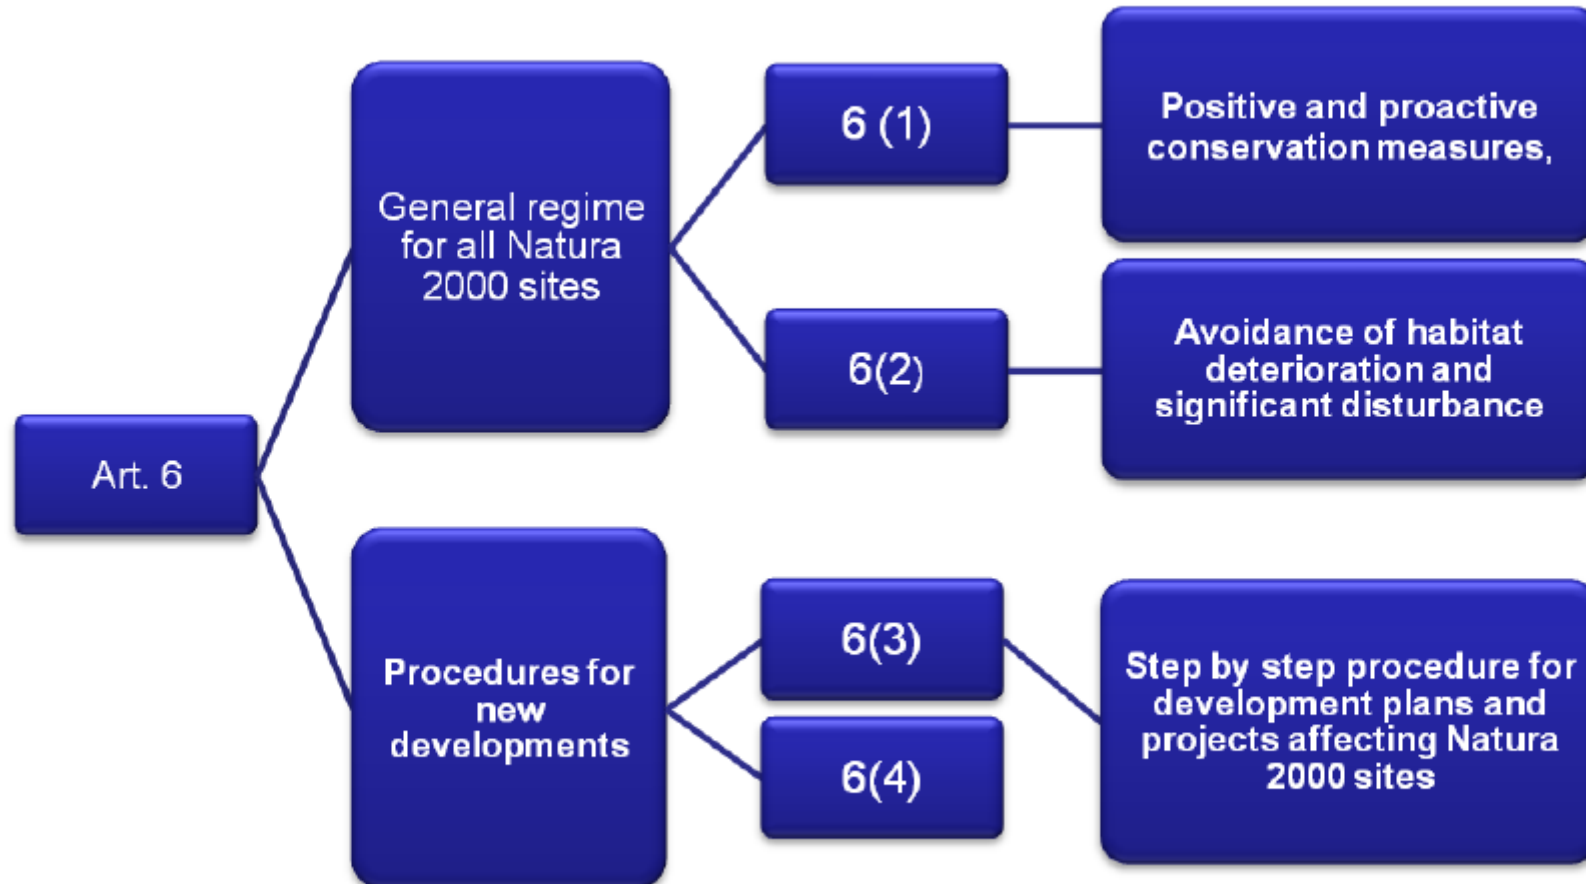 Art. 6
General regime
for all Natura
2000 sites
6 (1)
Positive and proactive
conservation measures,
6(2)
Avoidance of habitat
deterioration and
significant disturbance
Procedures for
new
developments
6(3)
6(4)
Step by step procedure for
development plans and
projects affecting Natura
2000 sites